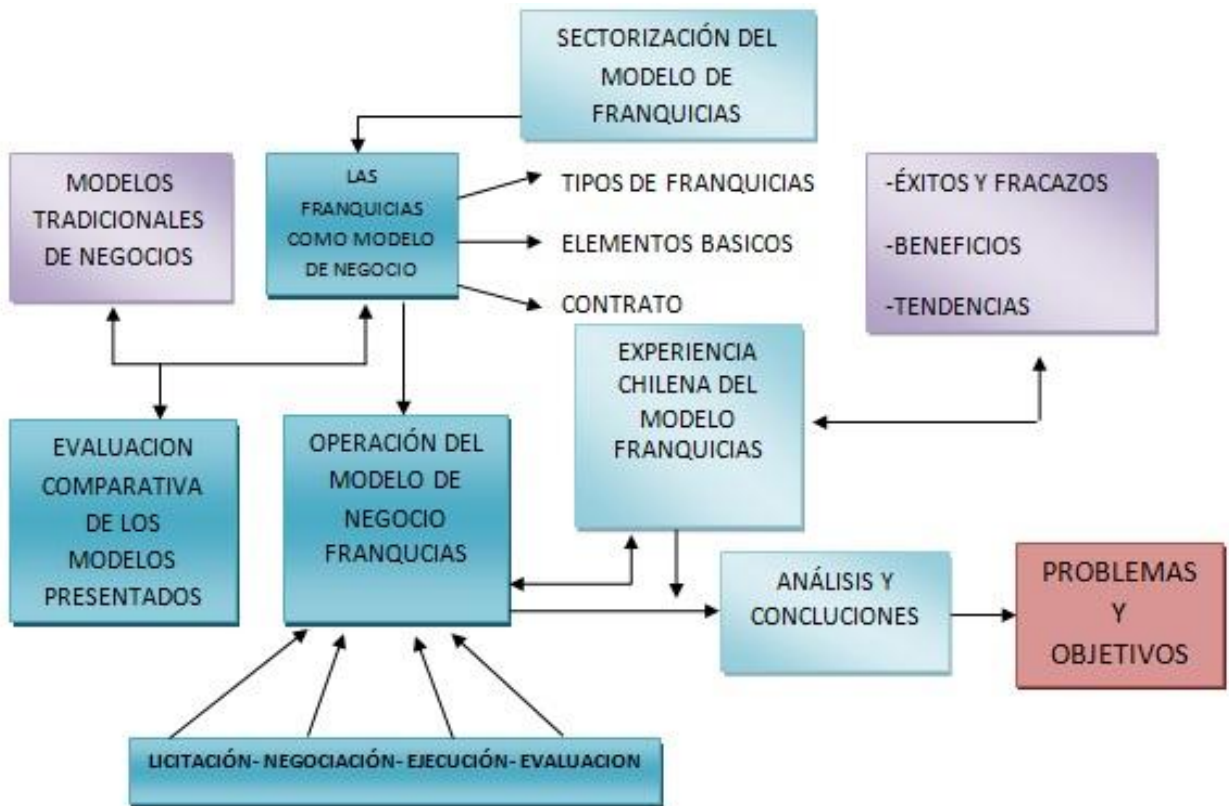 SECTORIZACIÓN DEL
MODELO DE
FRANQUICIAS
MODELOS
TRADICIONALES
DE NEGOCIOS
LAS
FRANQUICIAS
COMO MODELO
DE NEGOCIO
TIPOS DE FRANQUICIAS
ELEMENTOS BASICOS
CONTRATO
-ÉXITOS Y FRACAZOS
-BENEFICIOS
-TENDENCIAS
EXPERIENCIA
CHILENA DEL
MODELO
FRANQUICIAS
EVALUACION
COMPARATIVA
DE LOS
MODELOS
PRESENTADOS
OPERACIÓN DEL
MODELO DE
NEGOCIO
FRANQUCIAS
ANÁLISIS Y
CONCLUCIONES
PROBLEMAS
Y
OBJETIVOS
LICITACIÓN- NEGOCIACIÓN- EJECUCIÓN- EVALUACION